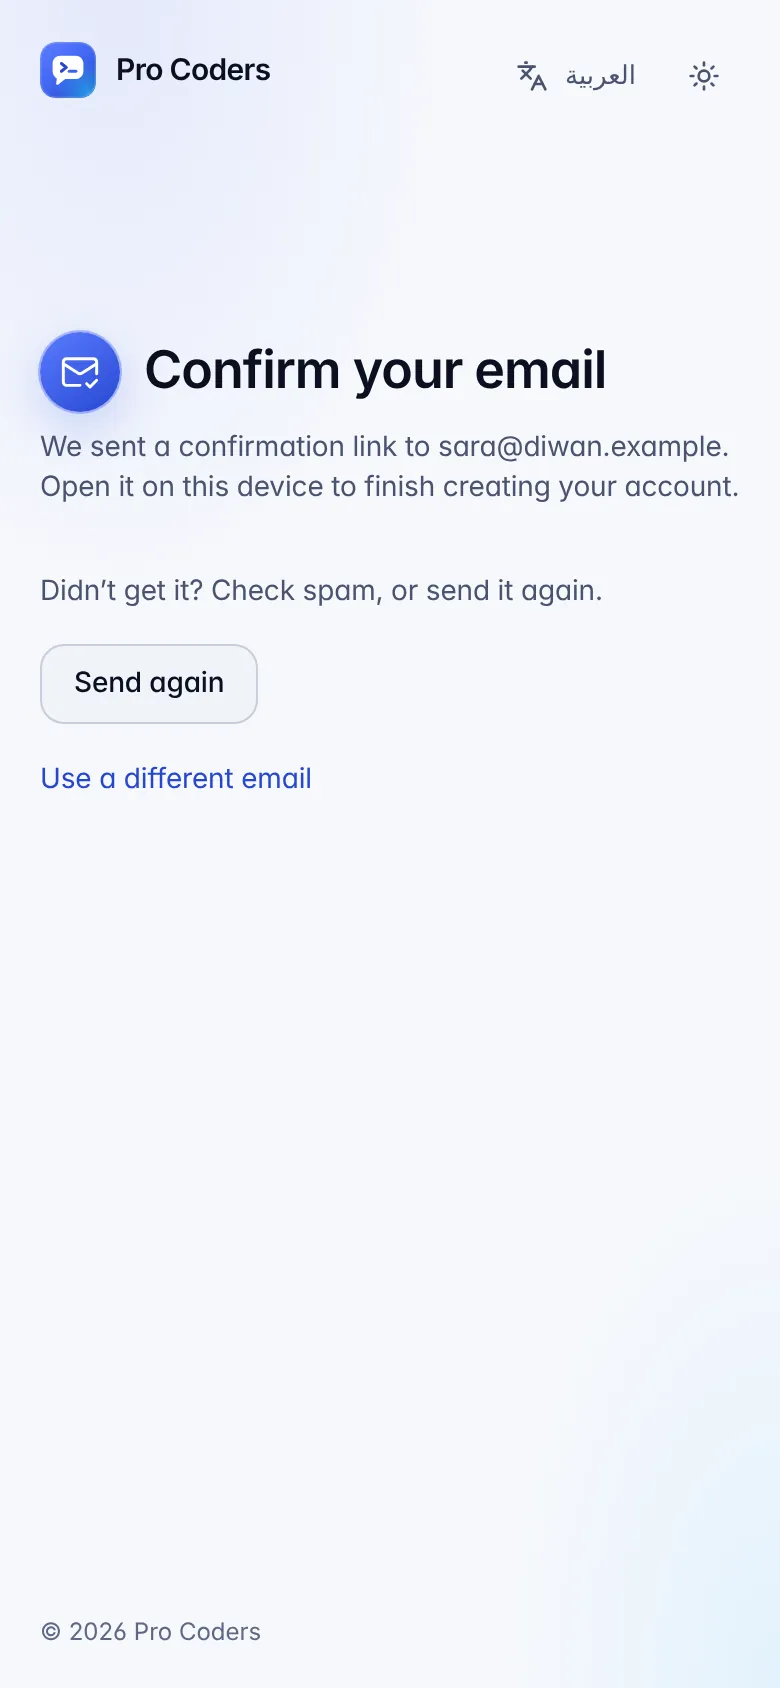 Pro Coders
العربية
Confirm your email
We sent a confirmation link to sara@diwan.example.
Open it on this device to finish creating your account.
Didn’t get it? Check spam, or send it again.
Send again
Use a different email
© 2026 Pro Coders